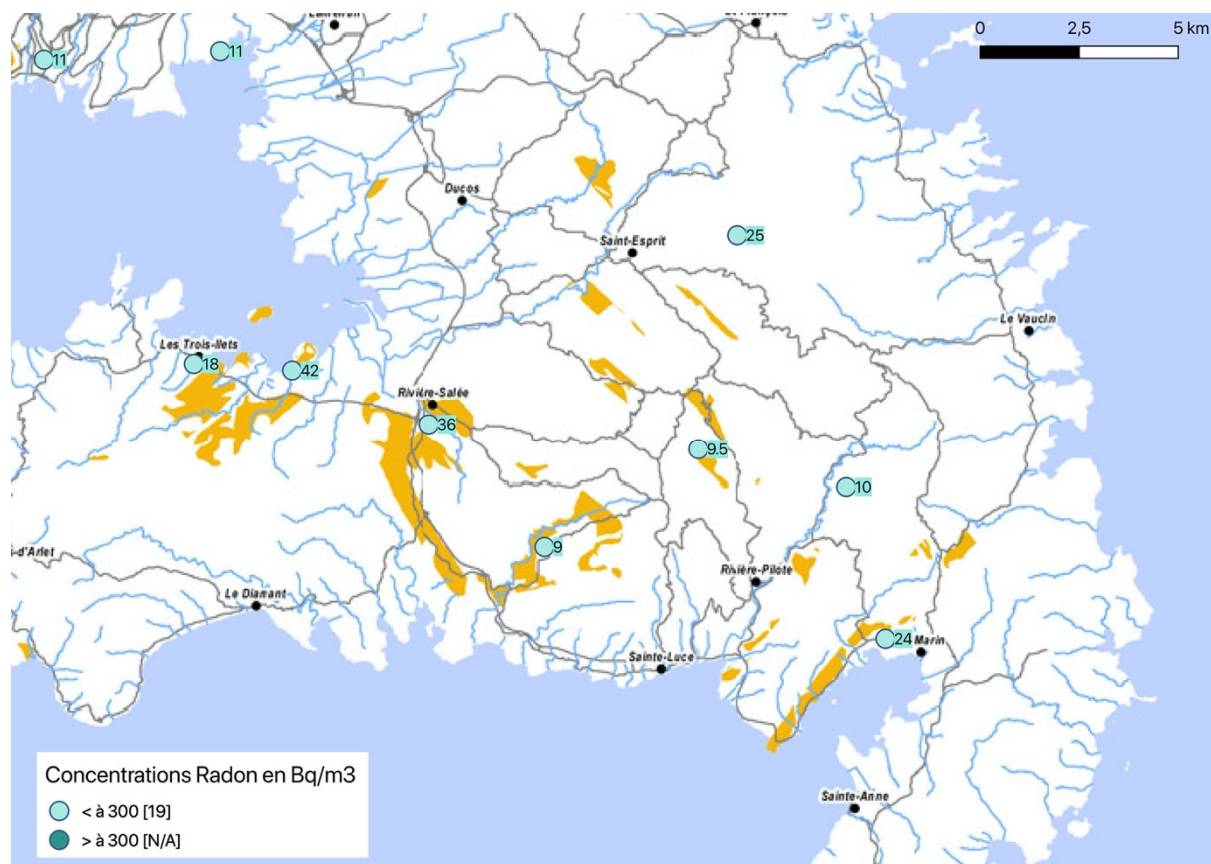 0
2,5
5 km
11
11
Ducos
25
Saint-Esprit
Le Vauclin
Les Trois-Ilets
18
42
Rivière-Salée
36
9.5
10
9
s-d'Arlet
Rivière-Pilote
Le Diamant
24
Marin
Sainte-Luce
Concentrations Radon en Bq/m3
< à 300 [19]
> à 300 [N/A]
Sainte-Anne